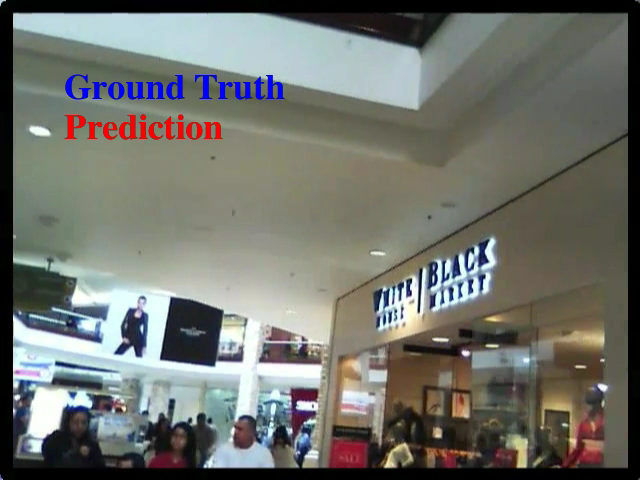 Ground Truth
Prediction
WHITE BLACK
HOUSE MARKET
SALE